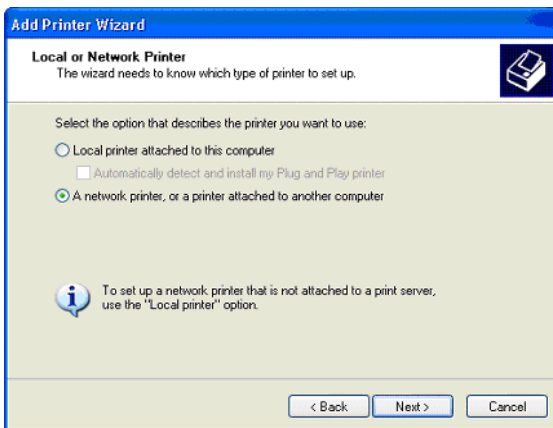 Add Printer Wizard
Local or Network Printer
The wizard needs to know which type of printer to set up.
Select the option that describes the printer you want to use:
Local printer attached to this computer
Automatically detect and install my Plug and Play printer
A network printer, or a printer attached to another computer
To set up a network printer that is not attached to a print server,
use the "Local printer" option.
< Back
Next >
Cancel